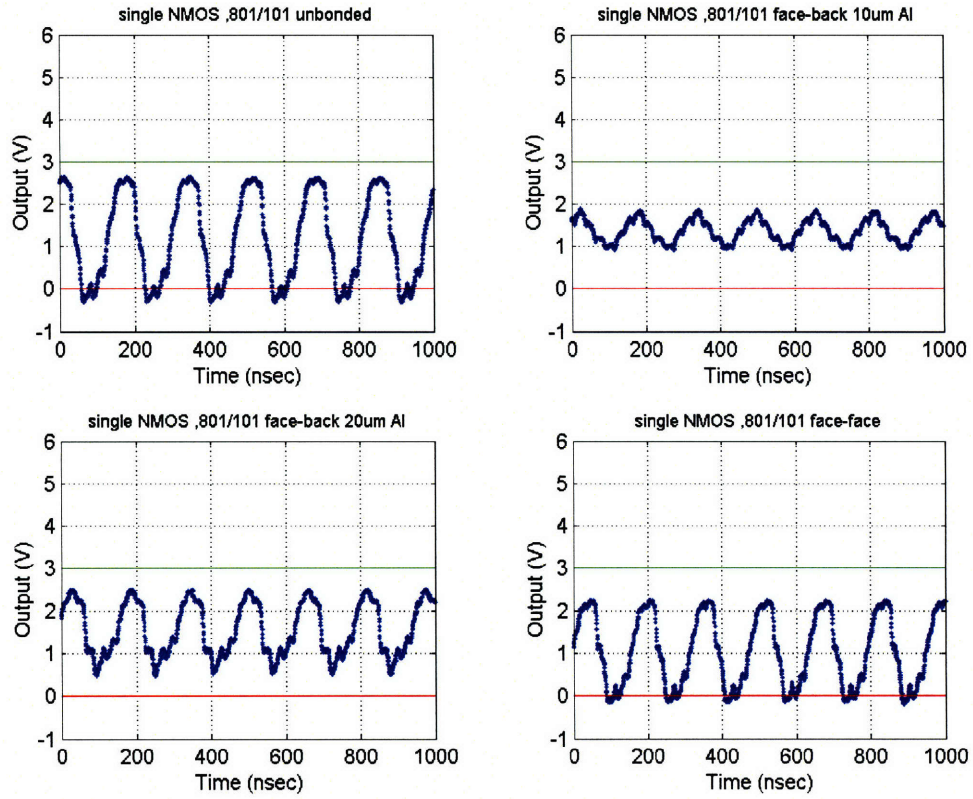 single NMOS ,801/101 unbonded
6
5
4
3
2
1
0
-1
Output (V)
0 200 400 600 800 1000
Time (nsec)
single NMOS ,801/101 face-back 10um Al
6
5
4
3
2
1
0
-1
Output (V)
0 200 400 600 800 1000
Time (nsec)
single NMOS ,801/101 face-back 20um Al
6
5
4
3
2
1
0
-1
Output (V)
0 200 400 600 800 1000
Time (nsec)
single NMOS ,801/101 face-face
6
5
4
3
2
1
0
-1
Output (V)
0 200 400 600 800 1000
Time (nsec)